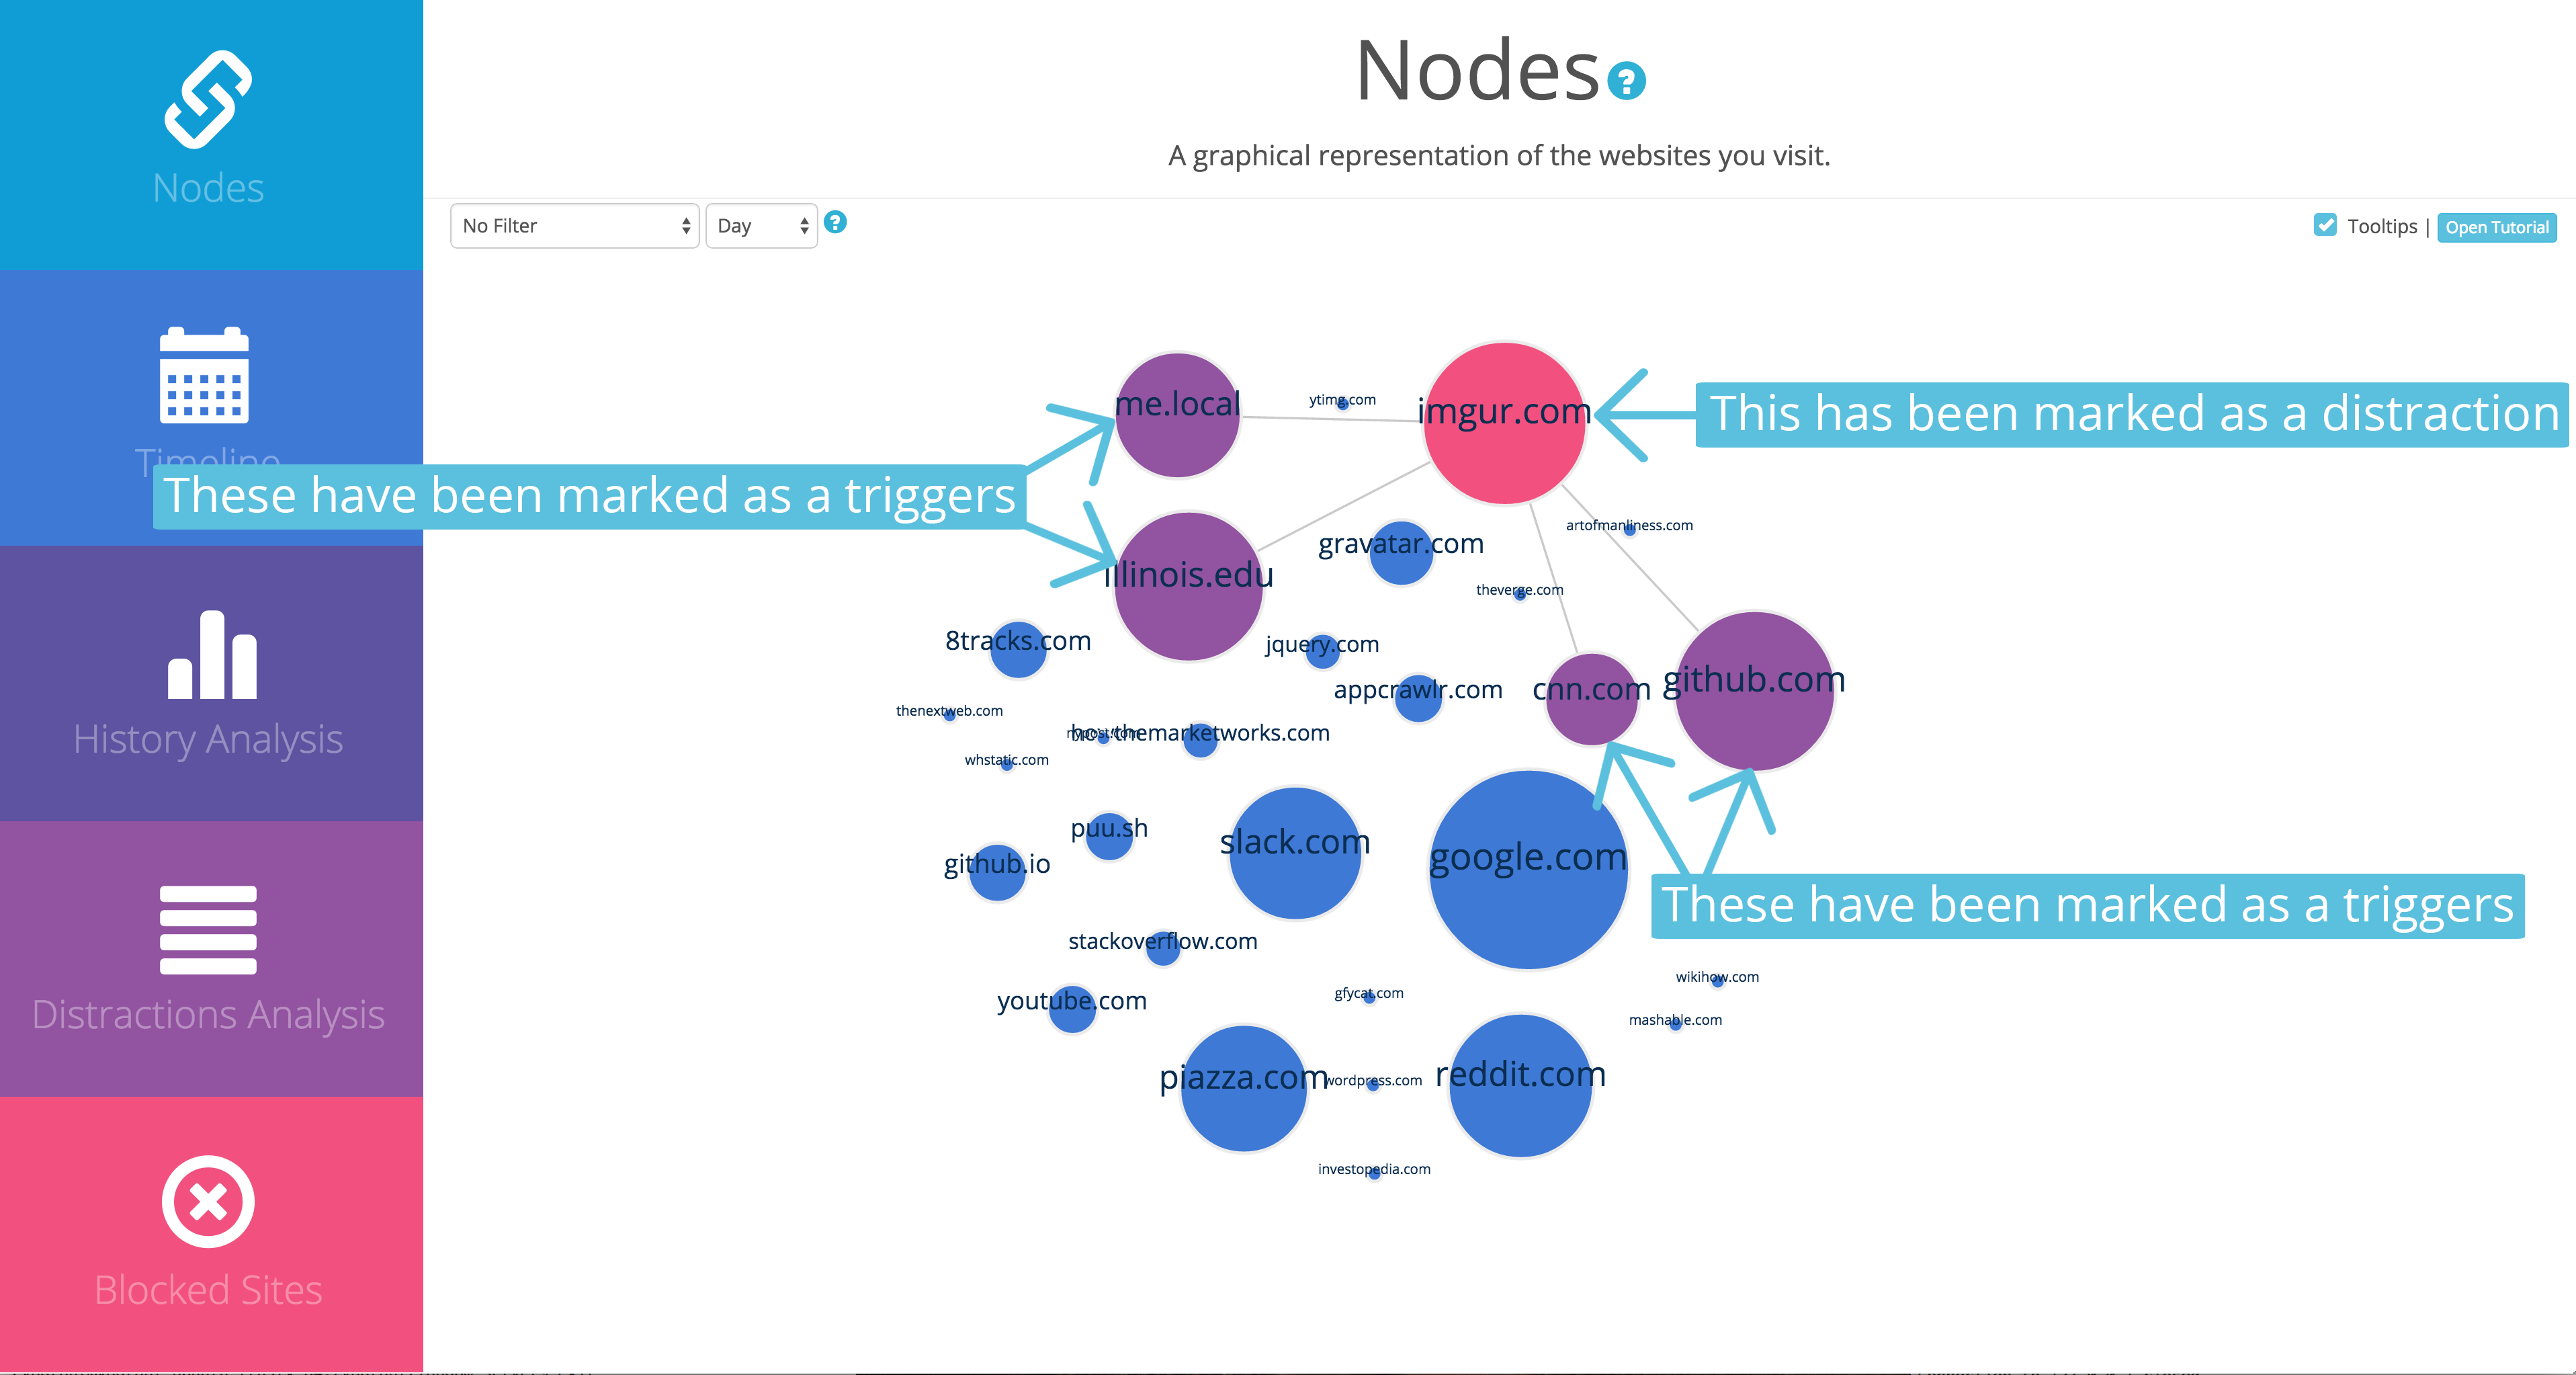 Nodes
Timeline
History Analysis
Distractions Analysis
Blocked Sites
Nodes ?
A graphical representation of the websites you visit.
No Filter
Day
?
Tooltips |
Open Tutorial
me.local
ytimg.com
imgur.com
This has been marked as a distraction
These have been marked as a triggers
illinois.edu
gravatar.com
artofmanliness.com
theverge.com
8tracks.com
jquery.com
appcrawlr.com
cnn.com
github.com
thenextweb.com
howthemarketworks.com
whstatic.com
puu.sh
slack.com
google.com
github.io
These have been marked as a triggers
stackoverflow.com
youtube.com
gfycat.com
wikihow.com
mashable.com
piazza.com
wordpress.com
reddit.com
investopedia.com